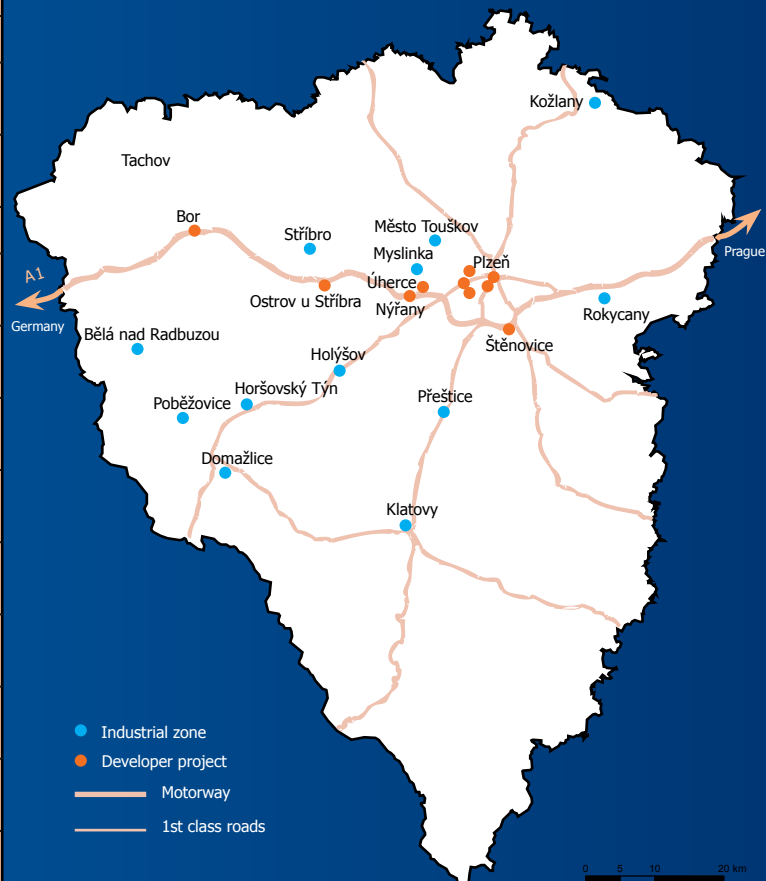 Kožlany
Tachov
Bor
Stříbro
Město Touškov
Myslinka
Plzeň
Prague
A1
Úherce
Ostrov u Stříbra
Nýřany
Rokycany
Germany
Bělá nad Radbuzou
Štěnovice
Holýšov
Horšovský Týn
Poběžovice
Přeštice
Domažlice
Klatovy
Industrial zone
Developer project
Motorway
1st class roads
0 5 10 20 km